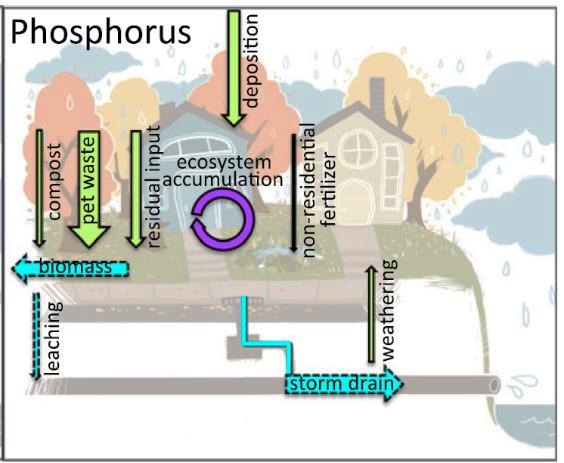 Phosphorus
deposition
compost
pet waste
residual input
ecosystem
accumulation
non-residential
fertilizer
biomass
leaching
weathering
storm drain